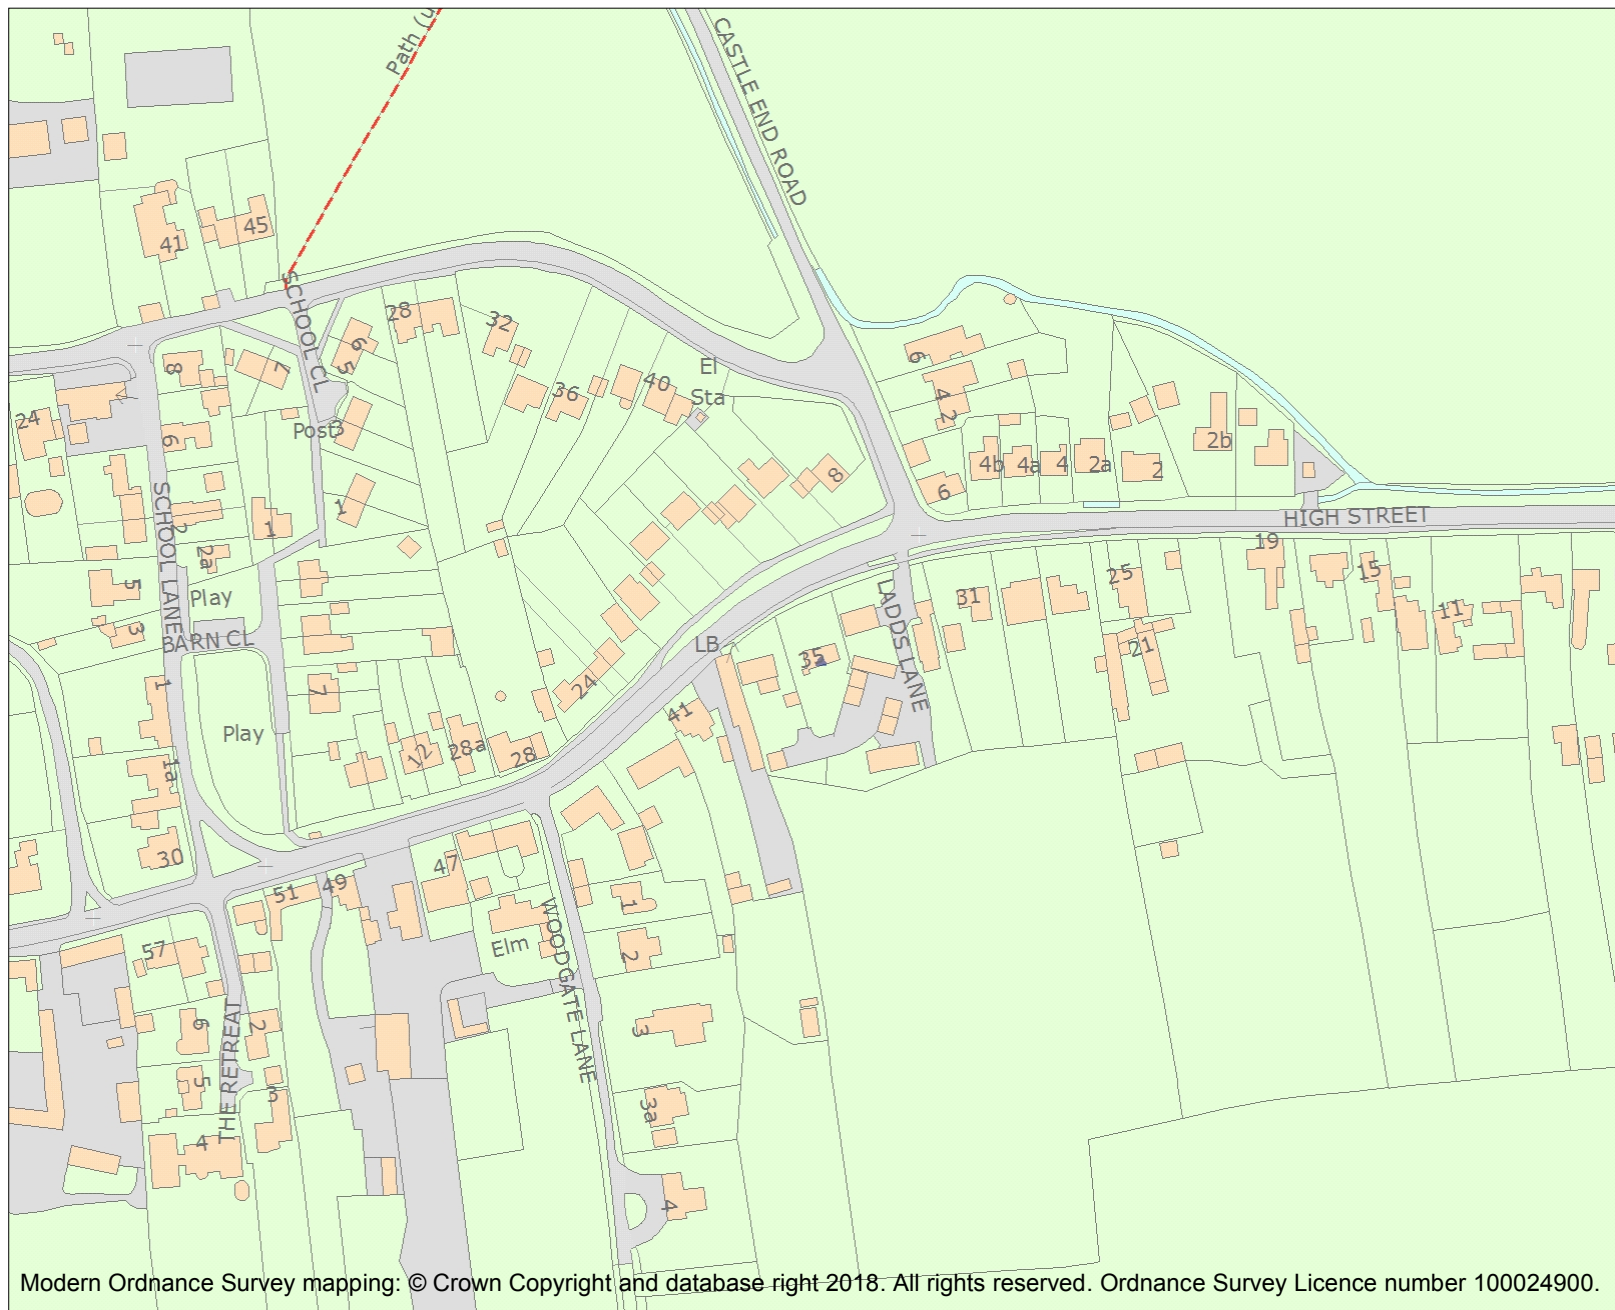 Path (u
CASTLE END ROAD
41
45
SCHOOL CL
28
32
6
5
7
8
El
Sta
36
40
6
4
2
24
Post
3
6
4b
4a
4
2a
2
2b
8
6
1
1
2
2a
HIGH STREET
SCHOOL LANE
19
15
11
25
31
21
5
3
Play
BARN CL
LADDS LANE
LB
35
24
41
1
7
Play
12
28a
28
1a
30
47
51
49
57
Elm
WOODGATE LANE
1
2
3
3a
4
THE RETREAT
6
2
5
3
4
Modern Ordnance Survey mapping: © Crown Copyright and database right 2018. All rights reserved. Ordnance Survey Licence number 100024900.